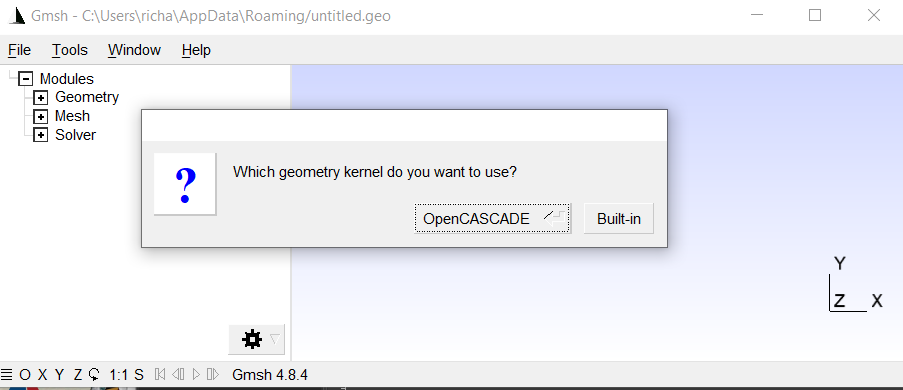 Gmsh - C:\Users\richa\AppData\Roaming/untitled.geo
File Tools Window Help
Modules
Geometry
Mesh
Solver
?
Which geometry kernel do you want to use?
OpenCASCADE Built-in
Y
Z X
O X Y Z 1:1 S Gmsh 4.8.4